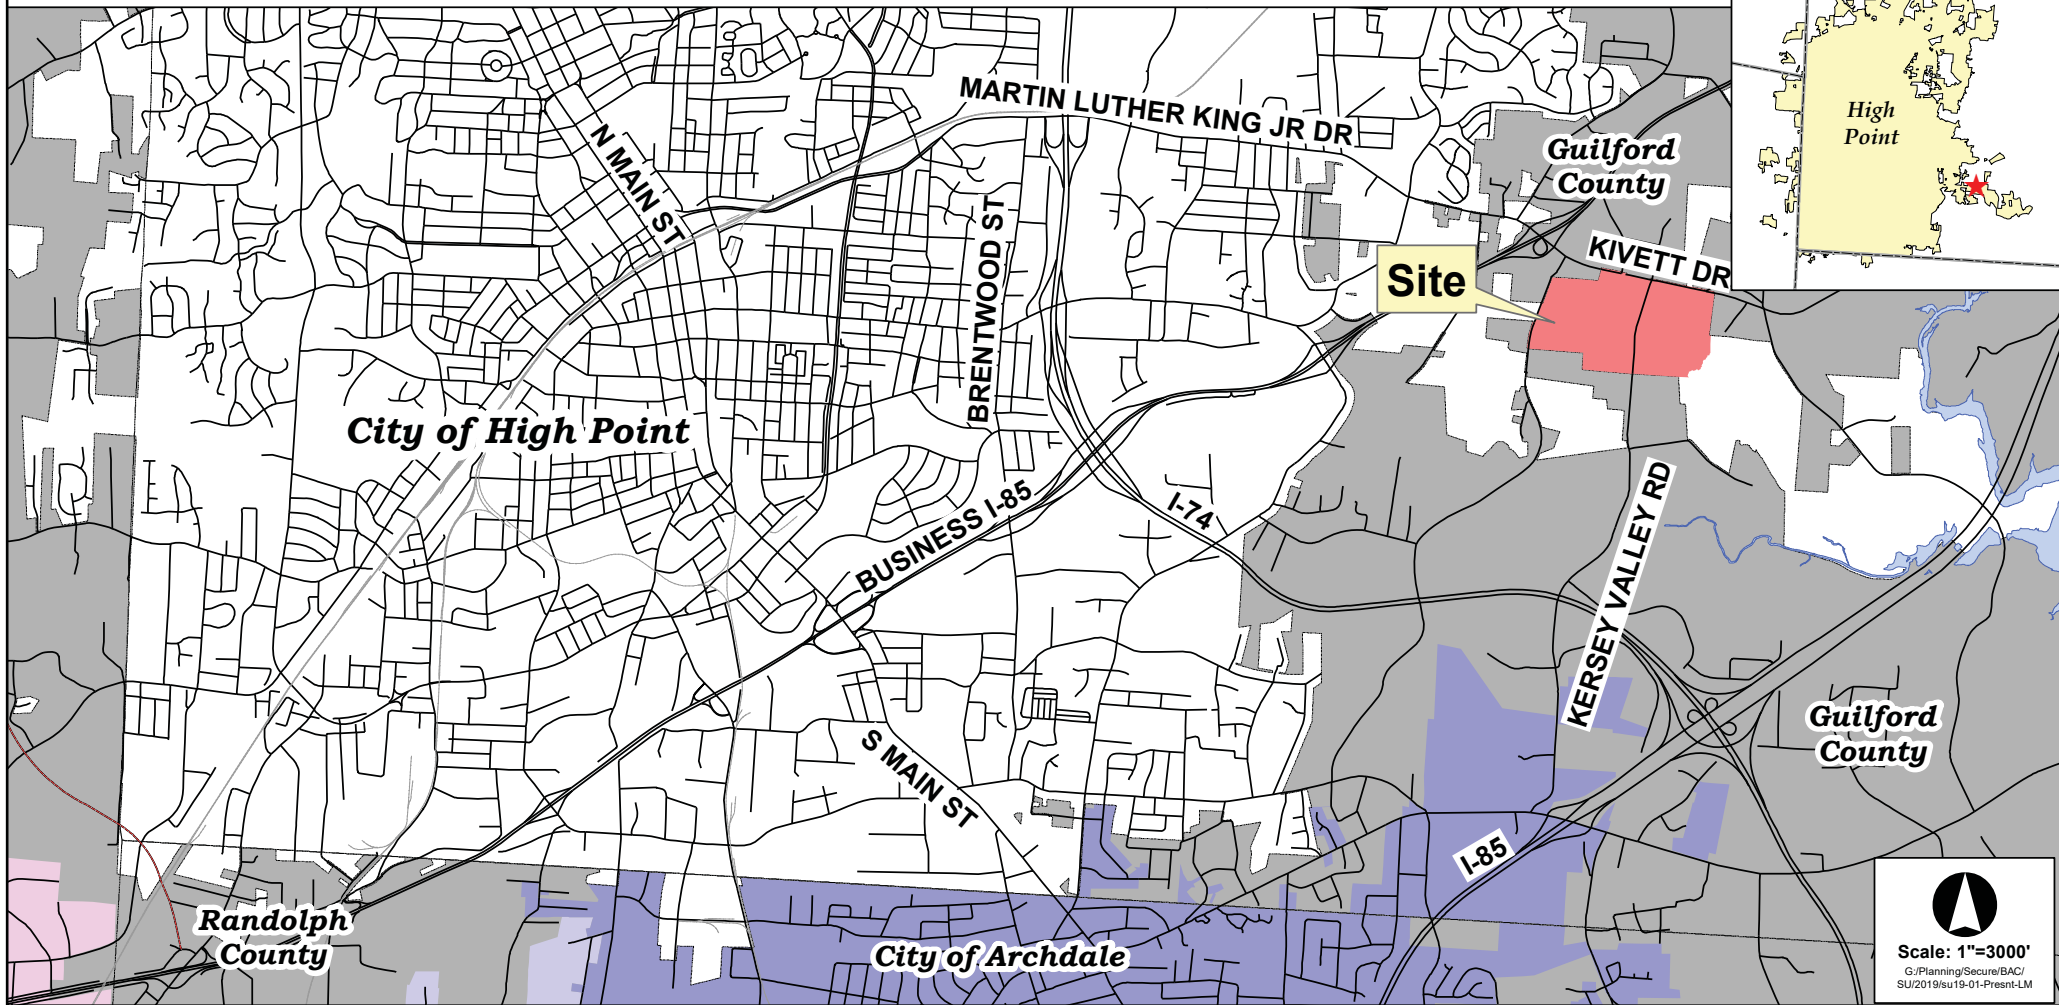 MARTIN LUTHER KING JR DR
High
Point
N MAIN ST
Guilford
County
BRENTWOOD ST
KIVETT DR
Site
City of High Point
BUSINESS I-85
I-74
KERSEY VALLEY RD
Guilford
County
S MAIN ST
I-85
Randolph
County
City of Archdale
Scale: 1"=3000'
G:/Planning/Secure/BAC/
SU/2019/su19-01-Presnt-LM